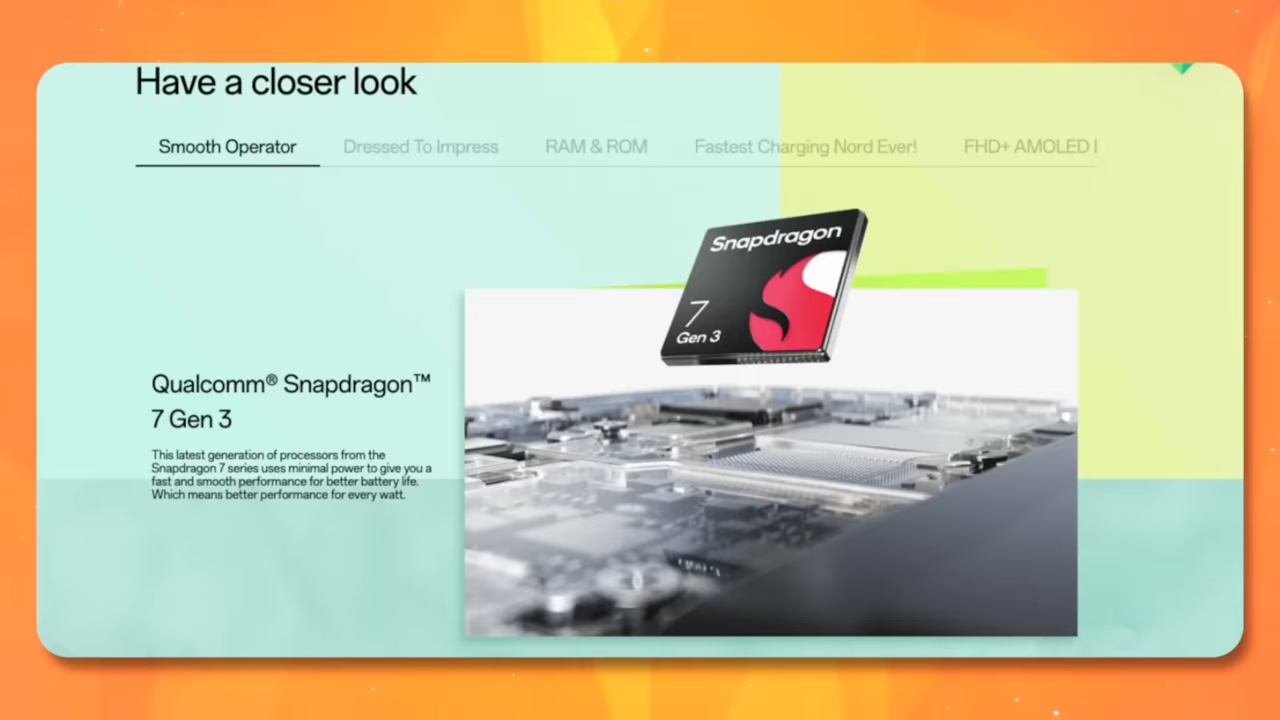 Have a closer look
Smooth Operator Dressed To Impress RAM & ROM Fastest Charging Nord Ever! FHD+ AMOLED
Snapdragon
7
Gen 3
Qualcomm® Snapdragon™
7 Gen 3
This latest generation of processors from the
Snapdragon 7 series uses minimal power to give you a
fast and smooth performance for better battery life.
Which means better performance for every watt.